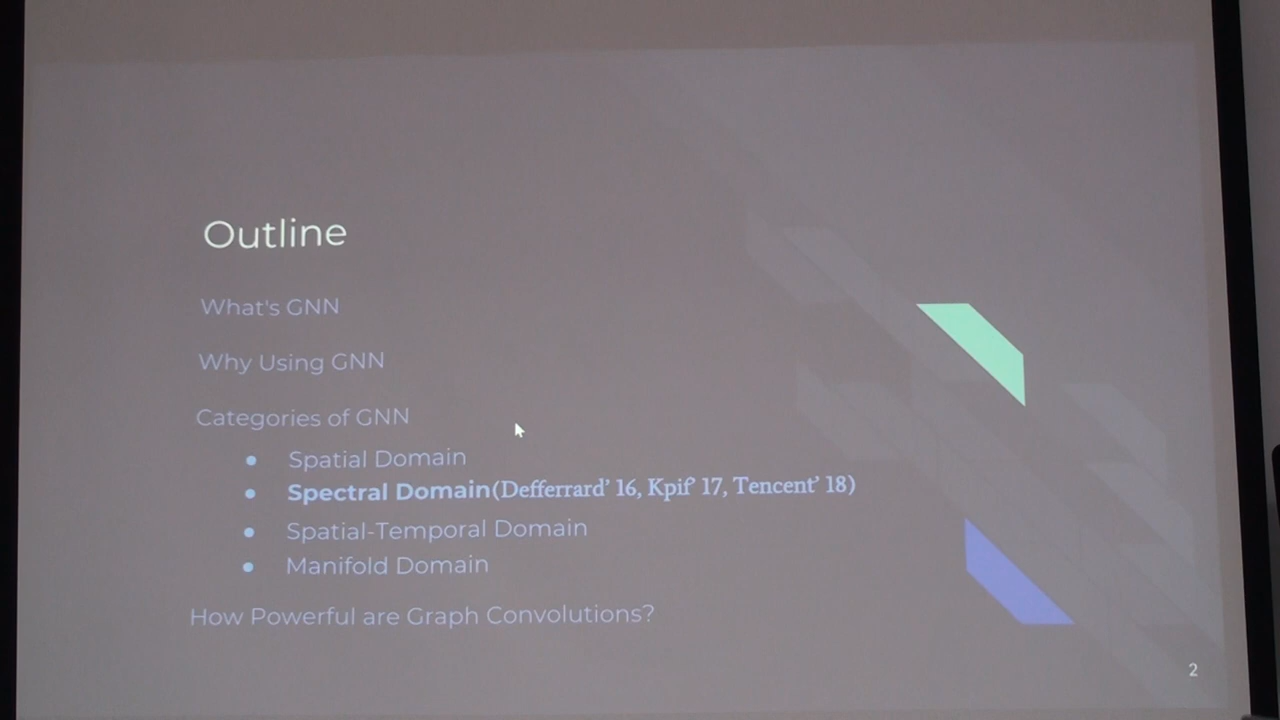 Outline
What's GNN
Why Using GNN
Categories of GNN
● Spatial Domain
● Spectral Domain(Defferrard’ 16, Kpif’ 17, Tencent’ 18)
● Spatial-Temporal Domain
● Manifold Domain
How Powerful are Graph Convolutions?
2